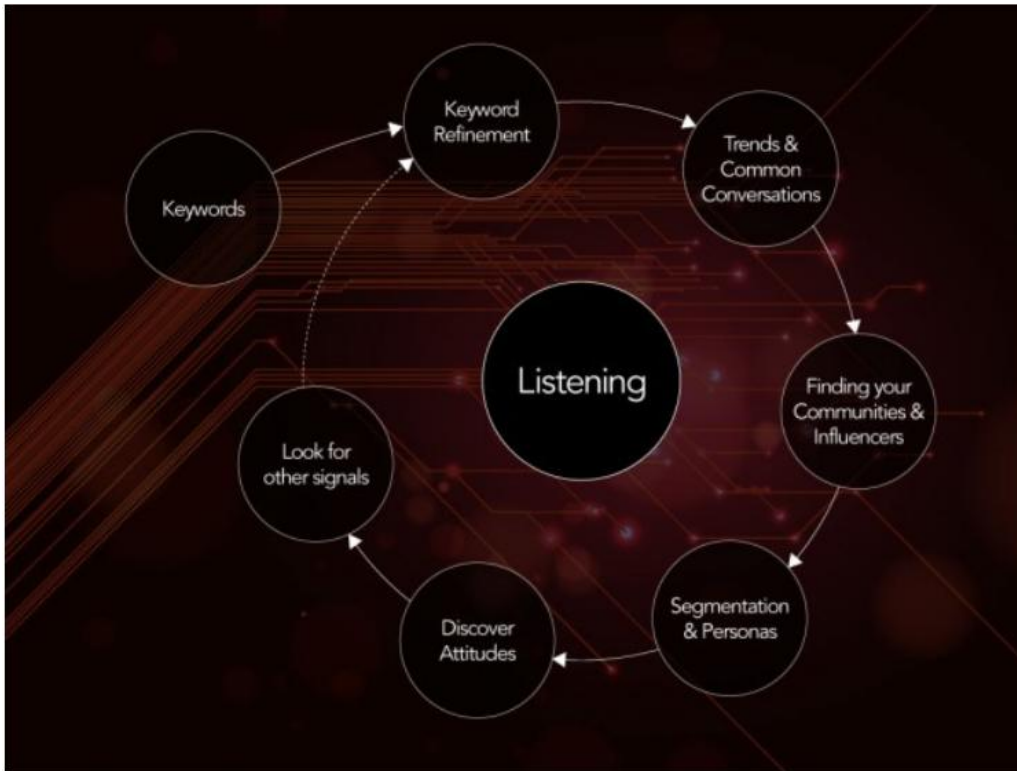 Keywords
Keyword
Refinement
Trends &
Common
Conversations
Finding your
Communities &
Influencers
Segmentation
& Personas
Discover
Attitudes
Look for
other signals
Listening